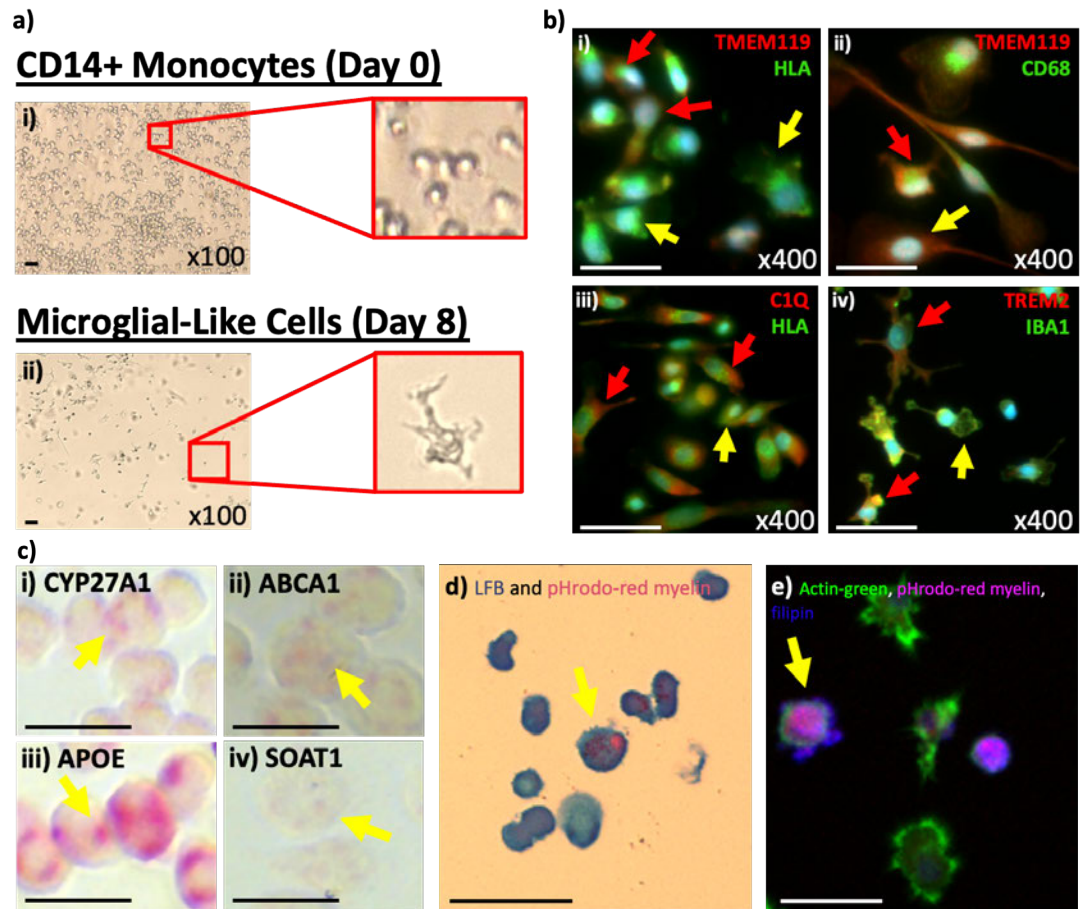 a)
CD14+ Monocytes (Day 0)
i)
x100
Microglial-Like Cells (Day 8)
ii)
x100
b)
i)
TMEM119
HLA
x400
ii)
TMEM119
CD68
x400
iii)
C1Q
HLA
x400
iv)
TREM2
IBA1
x400
c)
i) CYP27A1
ii) ABCA1
iii) APOE
iv) SOAT1
d) LFB and pHrodo-red myelin
e) Actin-green, pHrodo-red myelin,
filipin